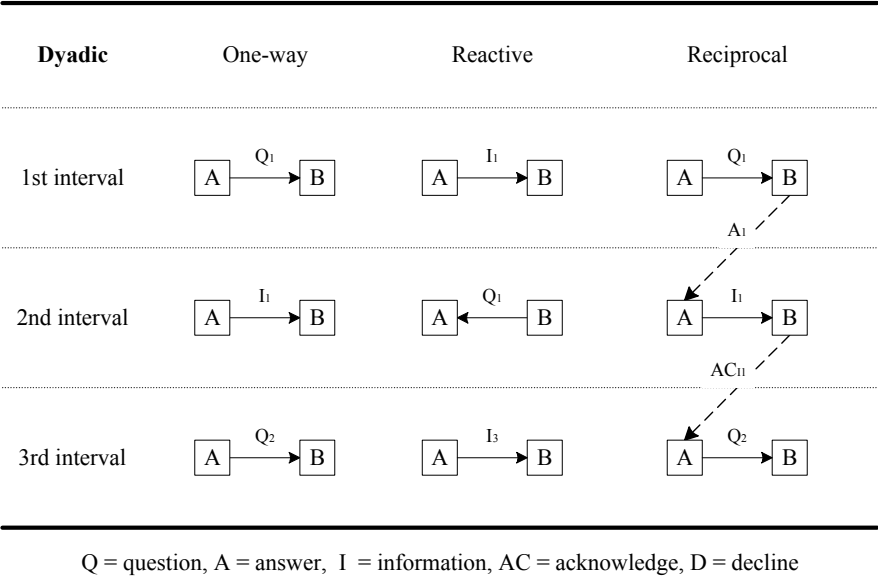 Dyadic One-way Reactive Reciprocal
Q1 I1 Q1
1st interval A B A B A B
A1
I1 Q1 I1
2nd interval A B A B A B
ACI1
Q2 I3 Q2
3rd interval A B A B A B
Q = question, A = answer, I = information, AC = acknowledge, D = decline